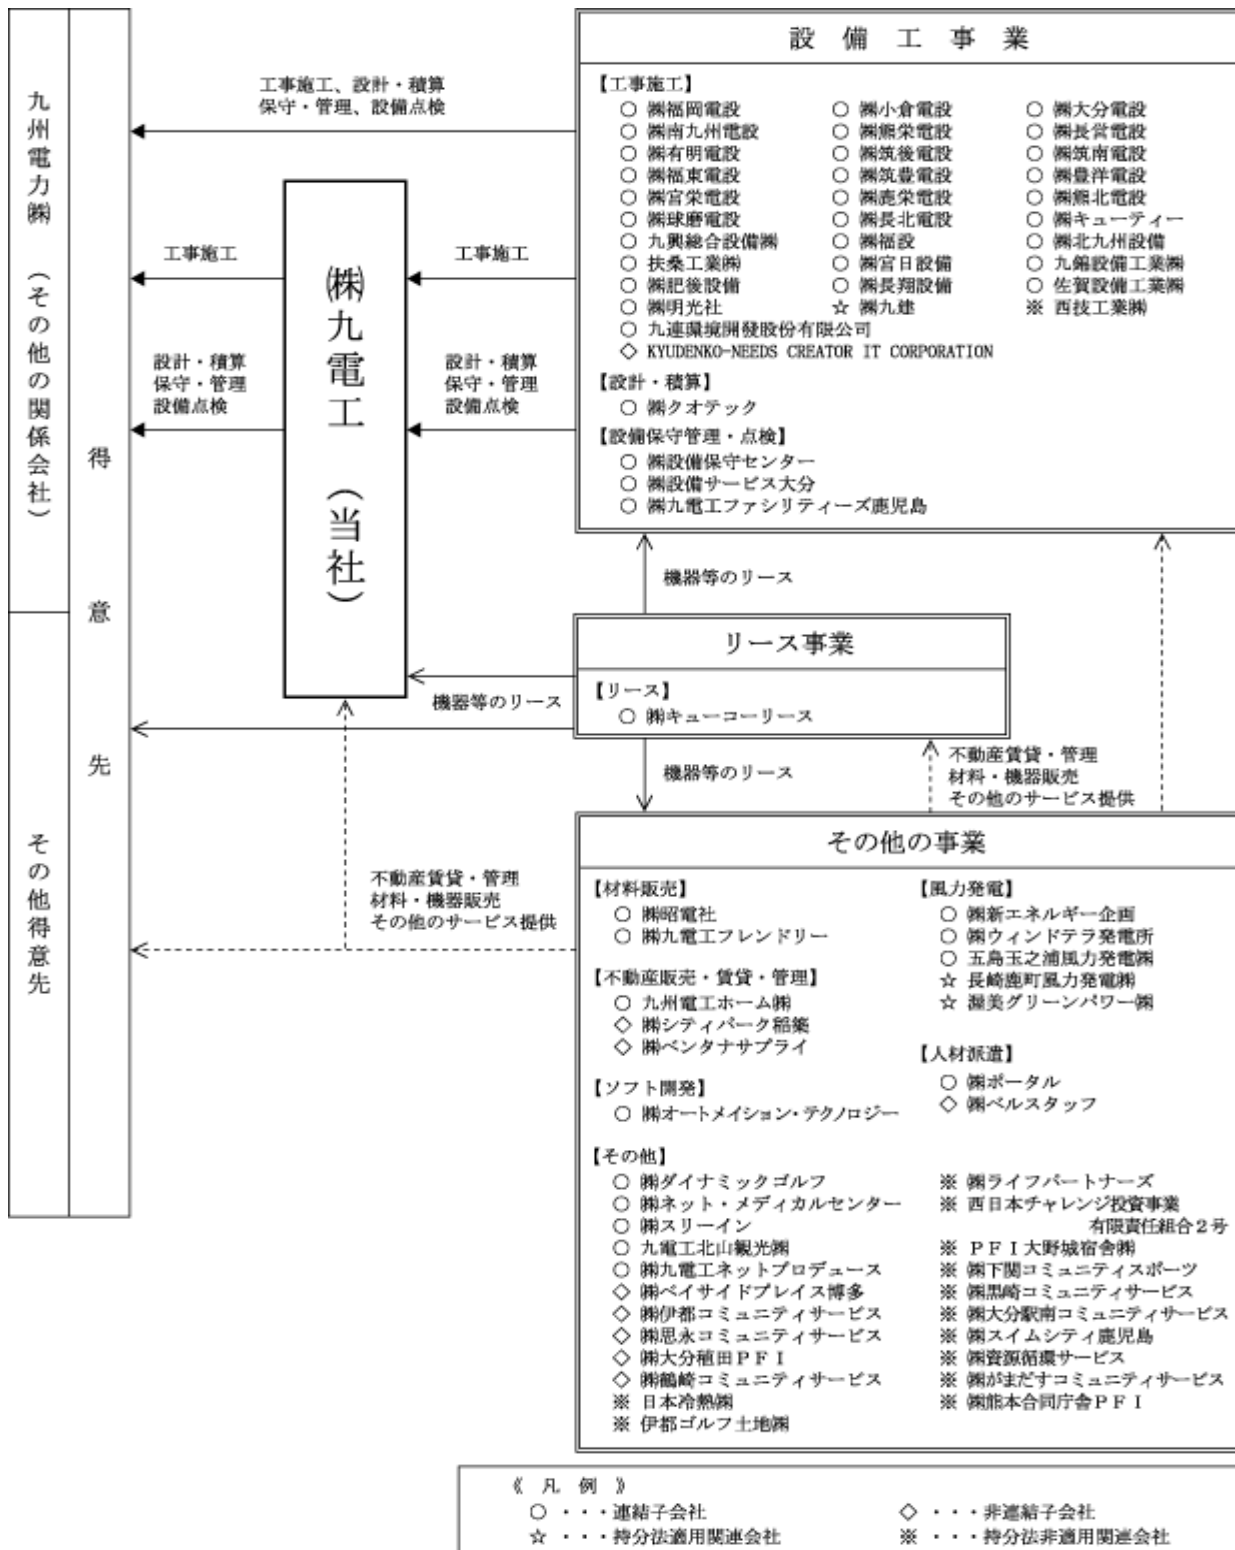 九州電力㈱ （その他の関係会社）
その他得意先
得意先
工事施工、設計・積算
保守・管理、設備点検
工事施工
設計・積算
保守・管理
設備点検
㈱九電工 （当社）
工事施工
設計・積算
保守・管理
設備点検
設備工事業
【工事施工】
○ ㈱福岡電設 ○ ㈱小倉電設 ○ ㈱大分電設
○ ㈱南九州電設 ○ ㈱熊栄電設 ○ ㈱長営電設
○ ㈱有明電設 ○ ㈱筑後電設 ○ ㈱筑南電設
○ ㈱福東電設 ○ ㈱筑豊電設 ○ ㈱豊洋電設
○ ㈱宮栄電設 ○ ㈱鹿栄電設 ○ ㈱熊北電設
○ ㈱球磨電設 ○ ㈱長北電設 ○ ㈱キューティー
○ 九興総合設備㈱ ○ ㈱福設 ○ ㈱北九州設備
○ 扶桑工業㈱ ○ ㈱宮日設備 ○ 九錦設備工業㈱
○ ㈱肥後設備 ○ ㈱長翔設備 ○ 佐賀設備工業㈱
○ ㈱明光社 ☆ ㈱九建 ※ 西技工業㈱
○ 九連環境開發股份有限公司
◇ KYUDENKO-NEEDS CREATOR IT CORPORATION
【設計・積算】
○ ㈱クオテック
【設備保守管理・点検】
○ ㈱設備保守センター
○ ㈱設備サービス大分
○ ㈱九電工ファシリティーズ鹿児島
機器等のリース
リース事業
【リース】
○ ㈱キューコーリース
機器等のリース
機器等のリース
不動産賃貸・管理
材料・機器販売
その他のサービス提供
不動産賃貸・管理
材料・機器販売
その他のサービス提供
その他の事業
【材料販売】
○ ㈱昭電社
○ ㈱九電工フレンドリー
【不動産販売・賃貸・管理】
○ 九州電工ホーム㈱
◇ ㈱シティパーク稲築
◇ ㈱ベンタナサプライ
【ソフト開発】
○ ㈱オートメイション・テクノロジー
【風力発電】
○ ㈱新エネルギー企画
○ ㈱ウィンドテラ発電所
○ 五島玉之浦風力発電㈱
☆ 長崎鹿町風力発電㈱
☆ 渥美グリーンパワー㈱
【人材派遣】
○ ㈱ポータル
◇ ㈱ベルスタッフ
【その他】
○ ㈱ダイナミックゴルフ
○ ㈱ネット・メディカルセンター
○ ㈱スリーイン
○ 九電工北山観光㈱
○ ㈱九電工ネットプロデュース
◇ ㈱ベイサイドプレイス博多
◇ ㈱伊都コミュニティサービス
◇ ㈱思永コミュニティサービス
◇ ㈱大分稙田ＰＦＩ
◇ ㈱鶴崎コミュニティサービス
※ 日本冷熱㈱
※ 伊都ゴルフ土地㈱
※ ㈱ライフパートナーズ
※ 西日本チャレンジ投資事業
有限責任組合２号
※ ＰＦＩ大野城宿舎㈱
※ ㈱下関コミュニティスポーツ
※ ㈱黒崎コミュニティサービス
※ ㈱大分駅南コミュニティサービス
※ ㈱スイムシティ鹿児島
※ ㈱資源循環サービス
※ ㈱がまだすコミュニティサービス
※ ㈱熊本合同庁舎ＰＦＩ
《 凡 例 》
○ ・・・連結子会社 ◇ ・・・非連結子会社
☆ ・・・持分法適用関連会社 ※ ・・・持分法非適用関連会社